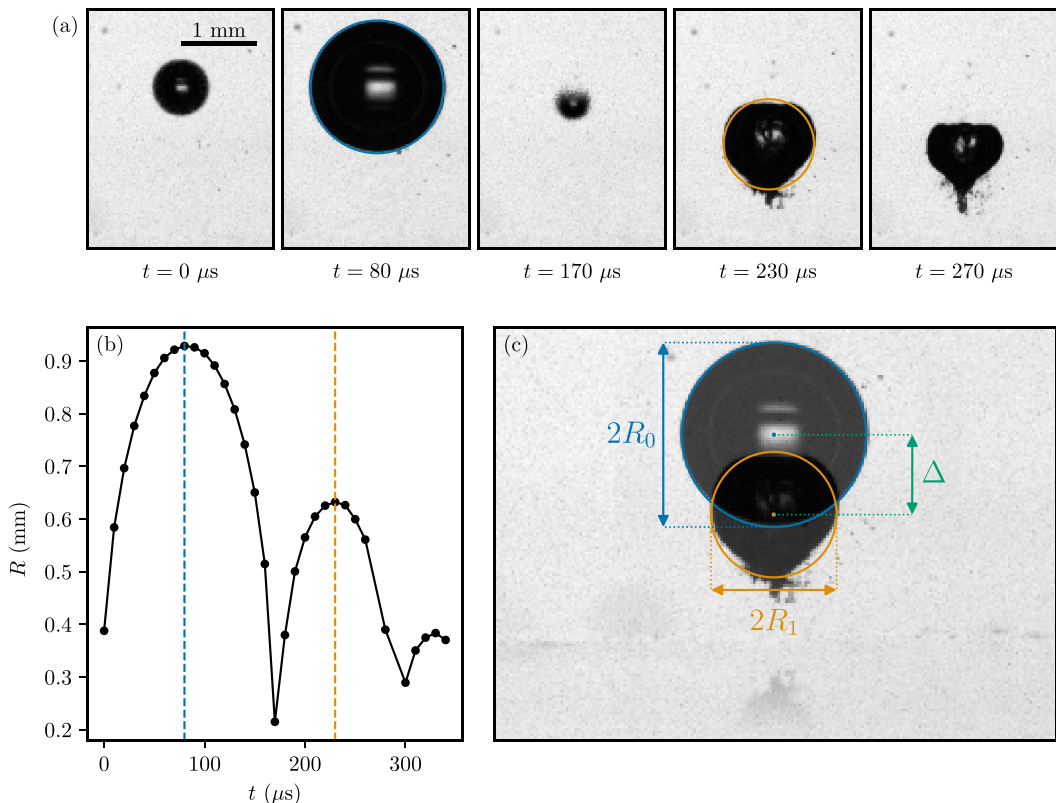 (a)
1 mm
t = 0 μs
t = 80 μs
t = 170 μs
t = 230 μs
t = 270 μs
(b)
0.9
0.8
0.7
0.6
0.5
0.4
0.3
0.2
R (mm)
0 100 200 300
t (μs)
(c)
2R₀
Δ
2R₁